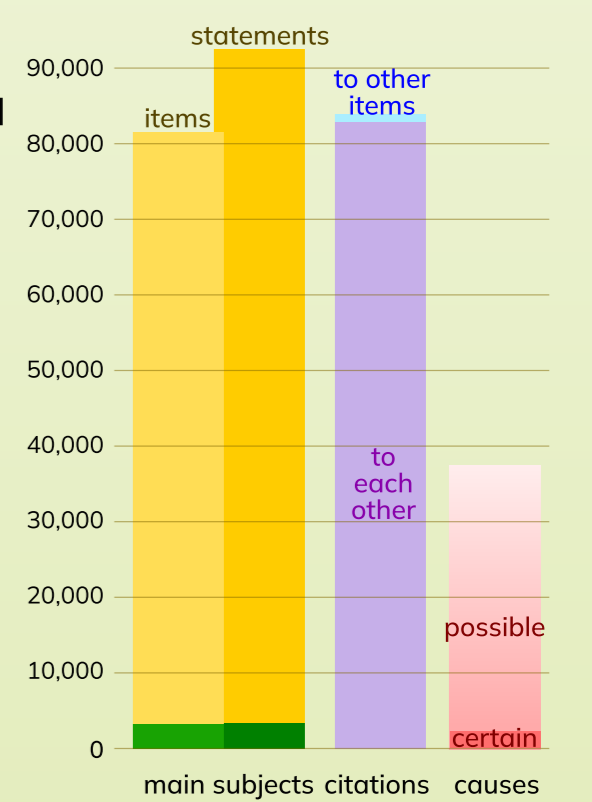 statements
90,000
to other
items
items
80,000
70,000
60,000
50,000
40,000
to
each
other
30,000
20,000
possible
10,000
certain
0
main subjects citations causes